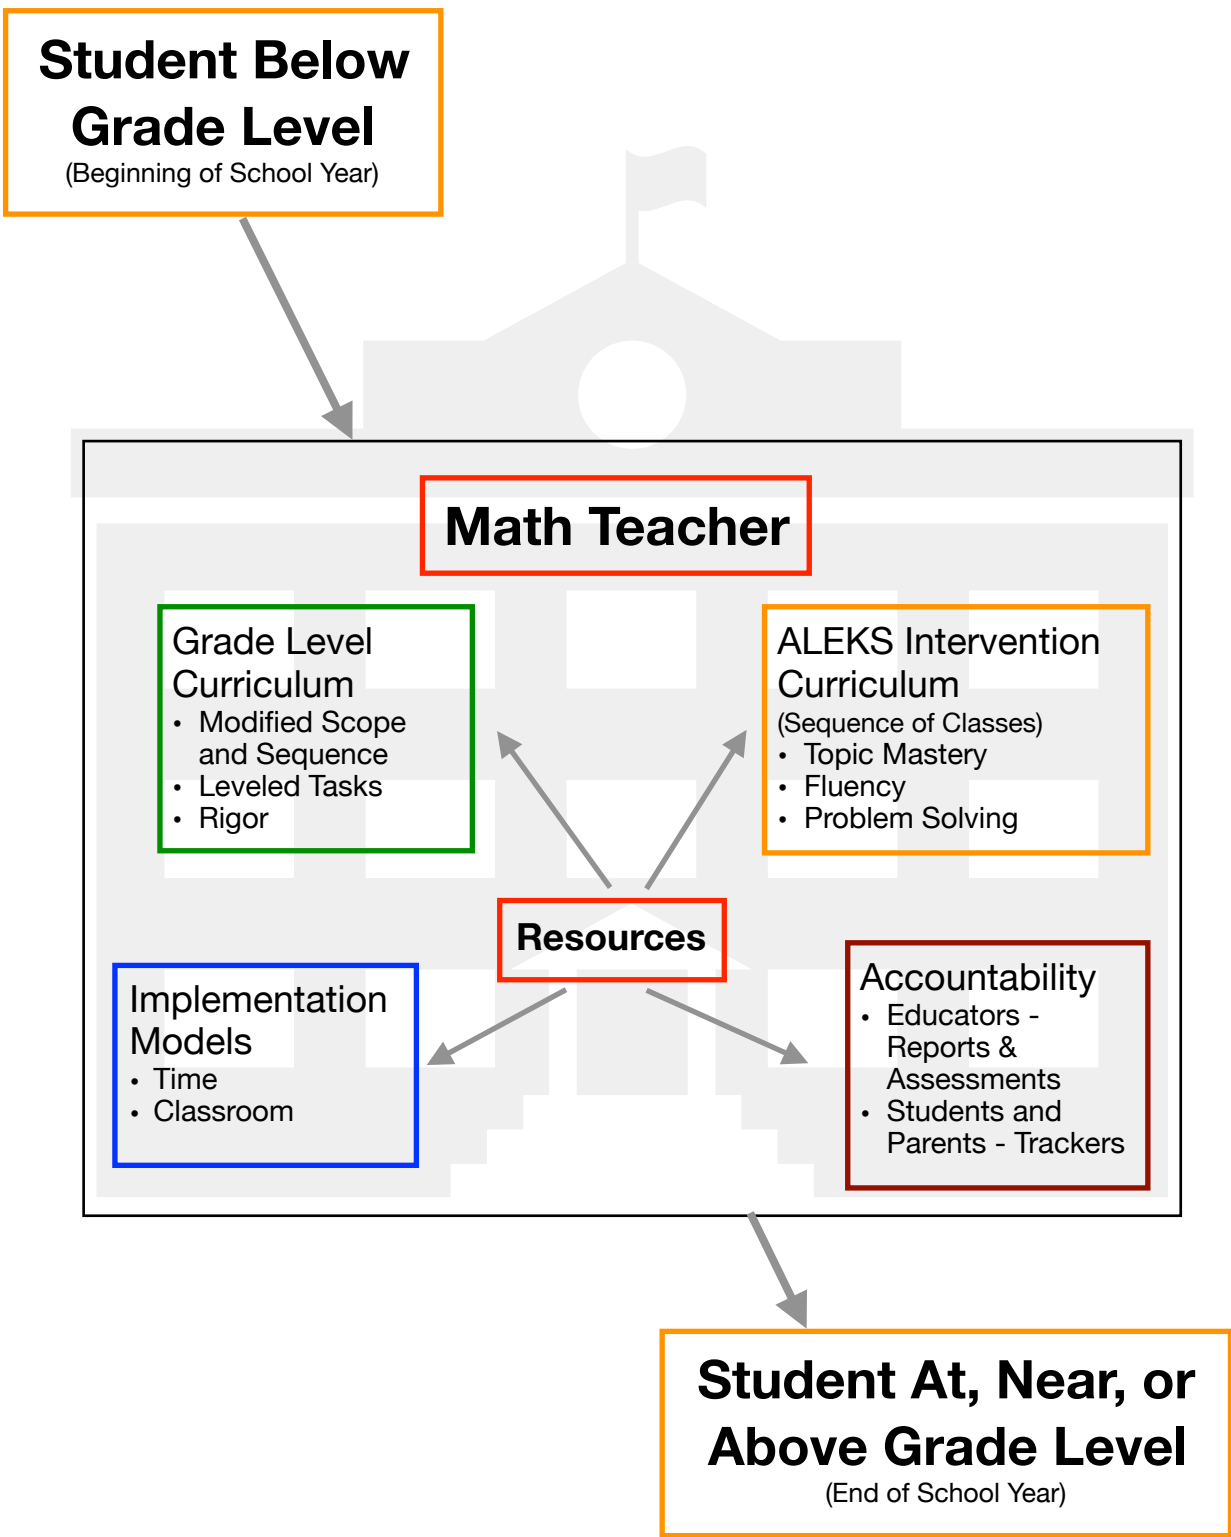 Student Below
Grade Level
(Beginning of School Year)
Math Teacher
Grade Level
Curriculum
• Modified Scope
and Sequence
• Leveled Tasks
• Rigor
ALEKS Intervention
Curriculum
(Sequence of Classes)
• Topic Mastery
• Fluency
• Problem Solving
Resources
Implementation
Models
• Time
• Classroom
Accountability
• Educators -
Reports &
Assessments
• Students and
Parents - Trackers
Student At, Near, or
Above Grade Level
(End of School Year)